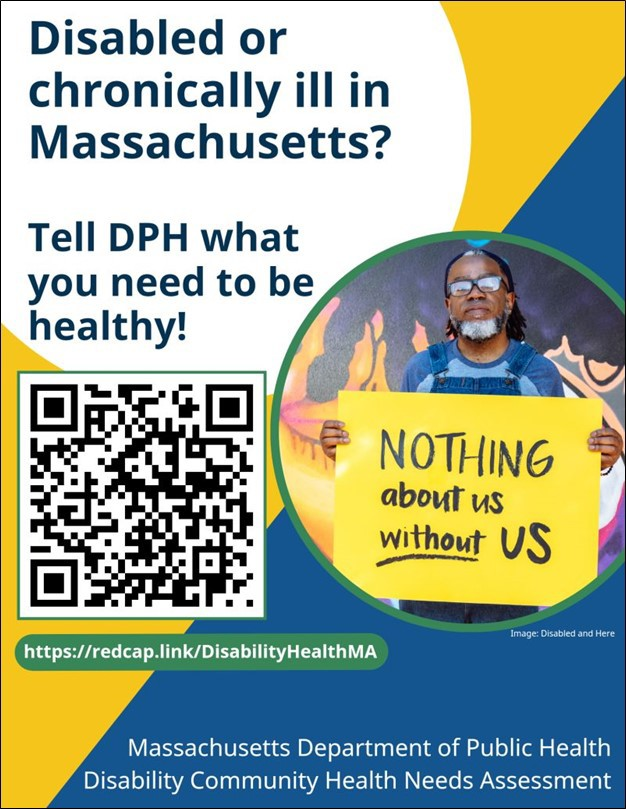 Disabled or
chronically ill in
Massachusetts?
Tell DPH what
you need to be
healthy!
NOTHING
about us
without US
Image: Disabled and Here
https://redcap.link/DisabilityHealthMA
Massachusetts Department of Public Health
Disability Community Health Needs Assessment